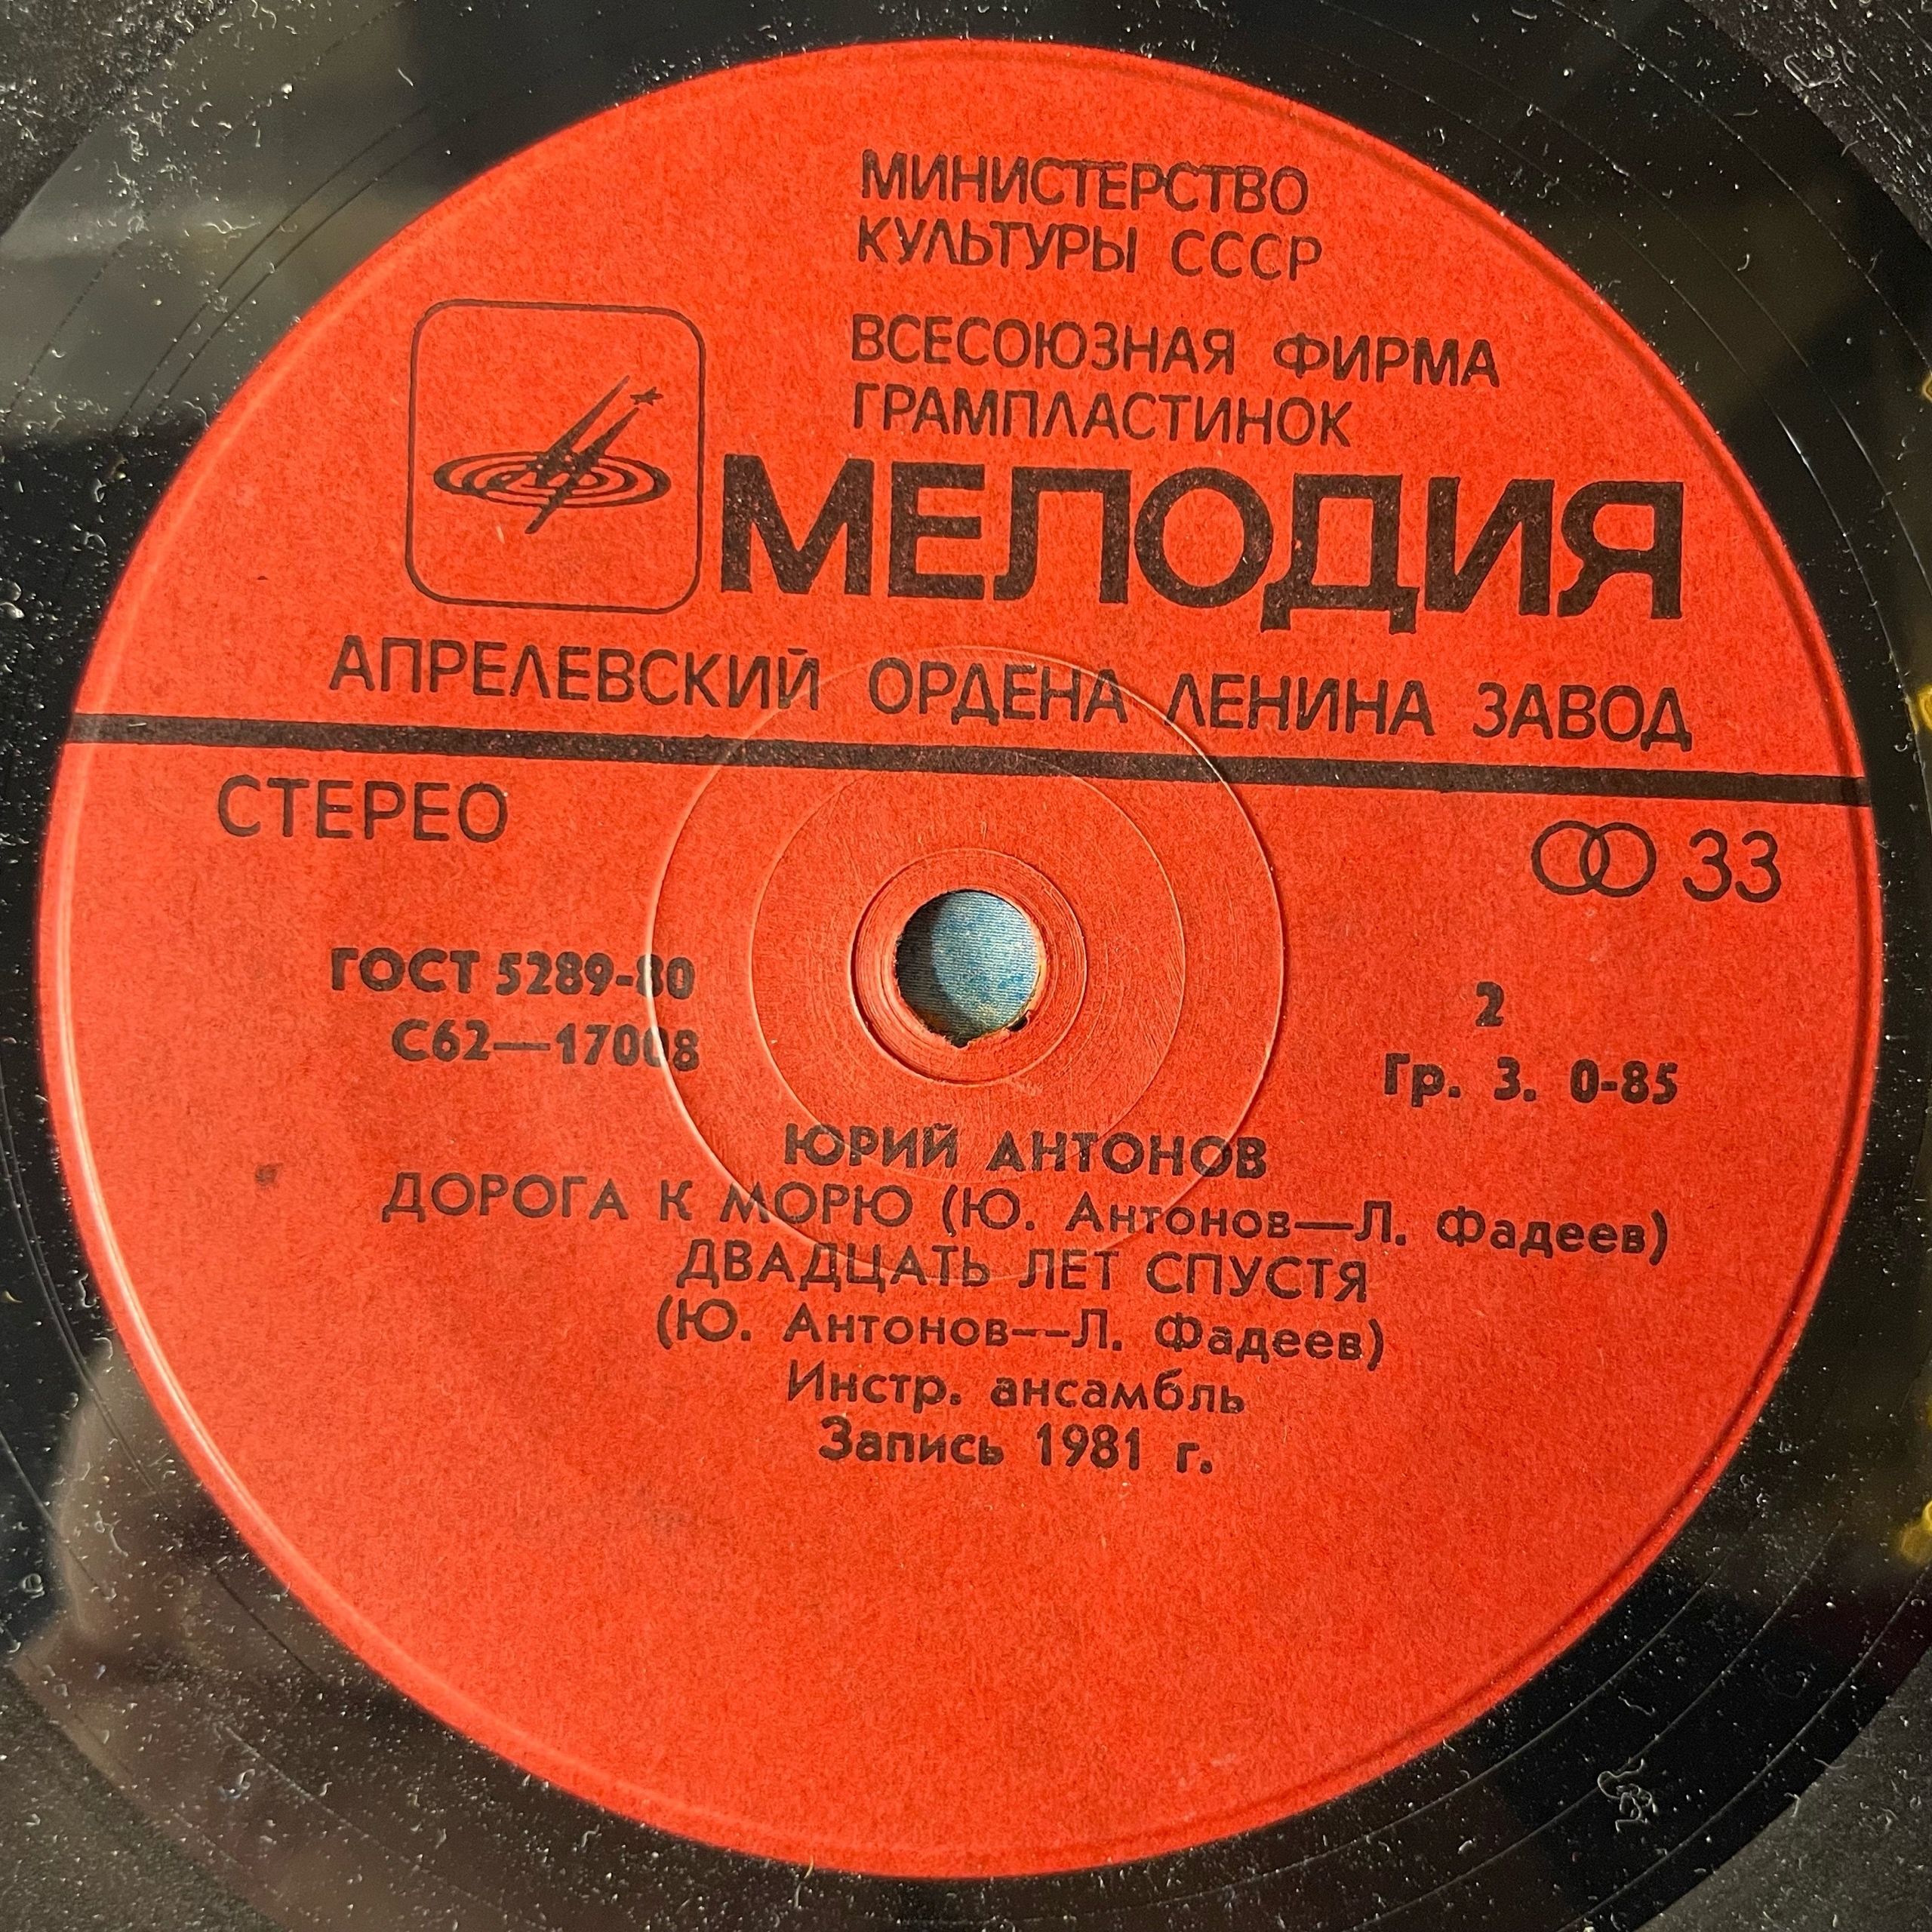 МИНИСТЕРСТВО
КУЛЬТУРЫ СССР
ВСЕСОЮЗНАЯ ФИРМА
ГРАМПЛАСТИНОК
МЕЛОДИЯ
АПРЕЛЕВСКИЙ ОРДЕНА ЛЕНИНА ЗАВОД
СТЕРЕО
33
ГОСТ 5289-80
С62—17008
2
Гр. 3. 0-85
ЮРИЙ АНТОНОВ
ДОРОГА К МОРЮ (Ю. Антонов—Л. Фадеев)
ДВАДЦАТЬ ЛЕТ СПУСТЯ
(Ю. Антонов—Л. Фадеев)
Инстр. ансамбль
Запись 1981 г.